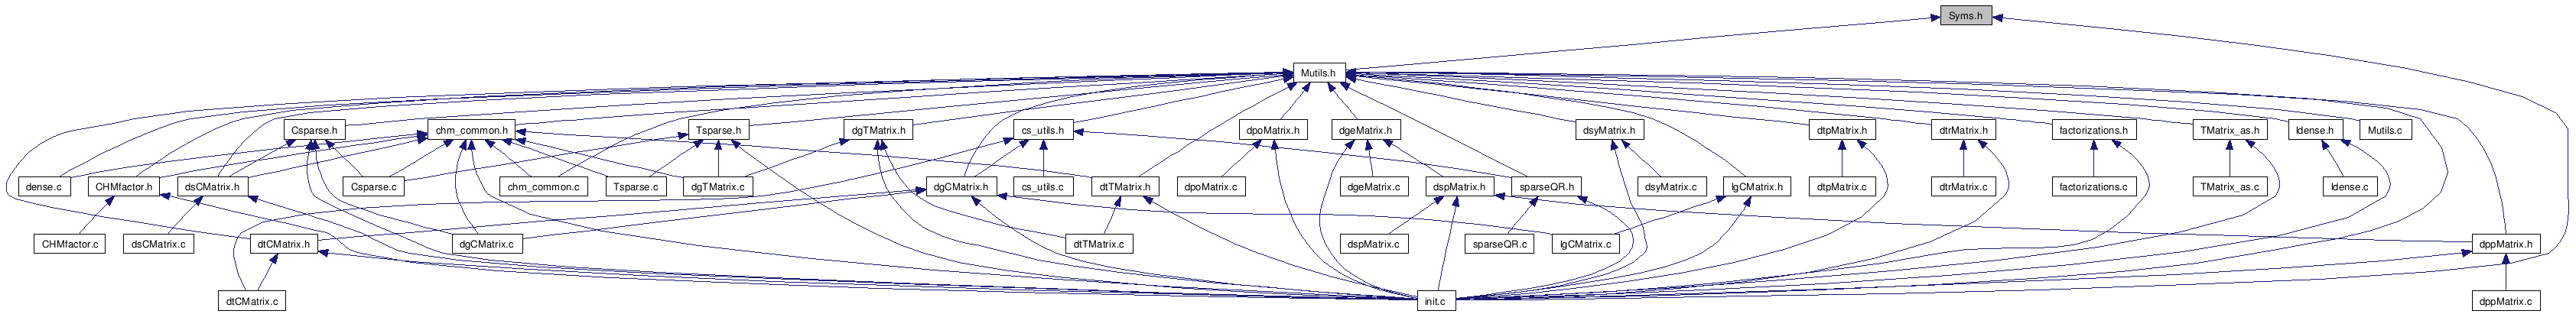 Syms.h
Mutils.h
Csparse.h
chm_common.h
Tsparse.h
dgTMatrix.h
cs_utils.h
dpoMatrix.h
dgeMatrix.h
dsyMatrix.h
dtpMatrix.h
dtrMatrix.h
factorizations.h
TMatrix_as.h
ldense.h
Mutils.c
dense.c
CHMfactor.h
dsCMatrix.h
Csparse.c
chm_common.c
Tsparse.c
dgTMatrix.c
dgCMatrix.h
cs_utils.c
dtTMatrix.h
dpoMatrix.c
dgeMatrix.c
dspMatrix.h
sparseQR.h
dsyMatrix.c
lgCMatrix.h
dtpMatrix.c
dtrMatrix.c
factorizations.c
TMatrix_as.c
ldense.c
CHMfactor.c
dsCMatrix.c
dtCMatrix.h
dgCMatrix.c
dtTMatrix.c
dspMatrix.c
sparseQR.c
lgCMatrix.c
dppMatrix.h
dtCMatrix.c
init.c
dppMatrix.c